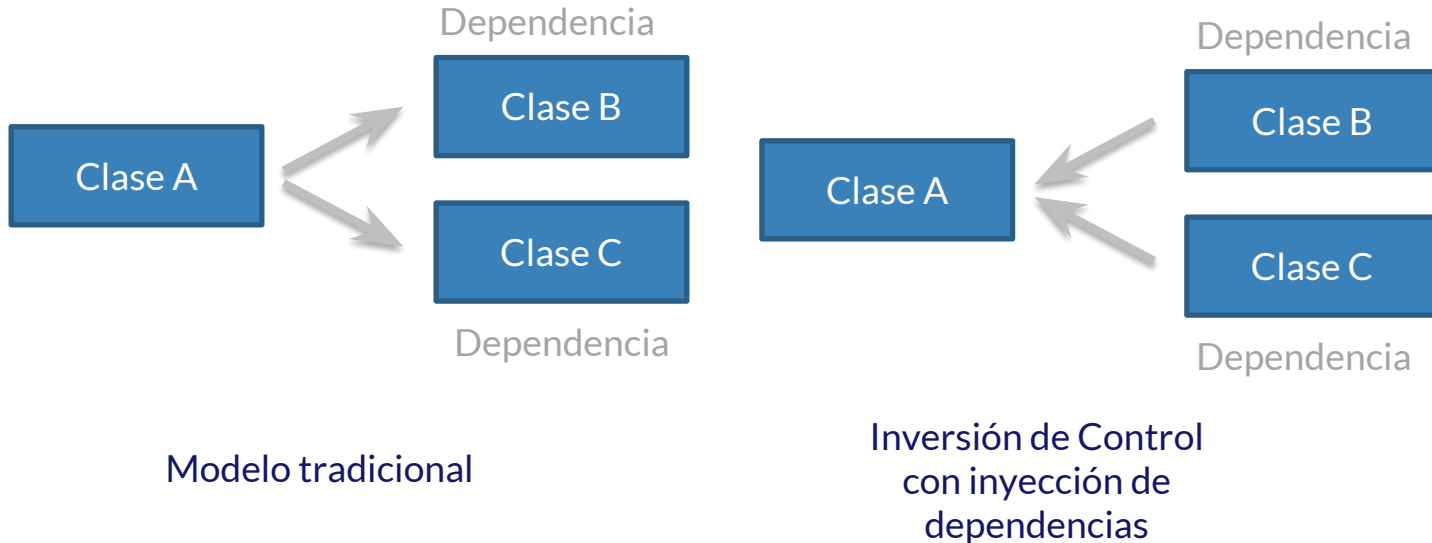 Dependencia
Clase B
Clase A
Clase C
Dependencia
Modelo tradicional
Dependencia
Clase B
Clase A
Clase C
Dependencia
Inversión de Control
con inyección de
dependencias